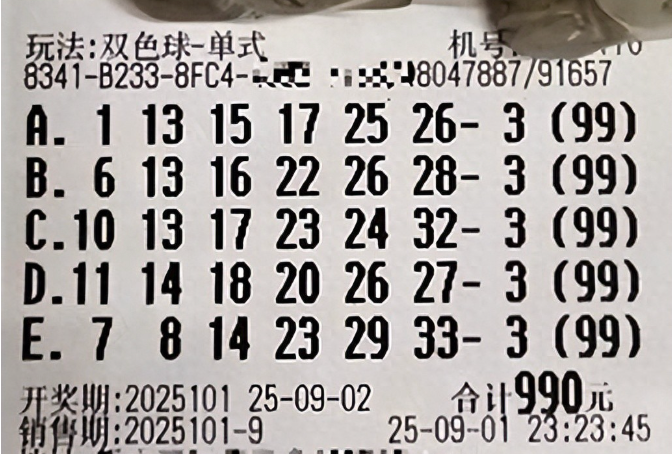 玩法:双色球-单式 机号:
8341-B233-8FC4- 8047887/91657
A. 1 13 15 17 25 26- 3 (99)
B. 6 13 16 22 26 28- 3 (99)
C.10 13 17 23 24 32- 3 (99)
D.11 14 18 20 26 27- 3 (99)
E. 7 8 14 23 29 33- 3 (99)
开奖期:2025101 25-09-02 合计990元
销售期:2025101-9 25-09-01 23:23:45